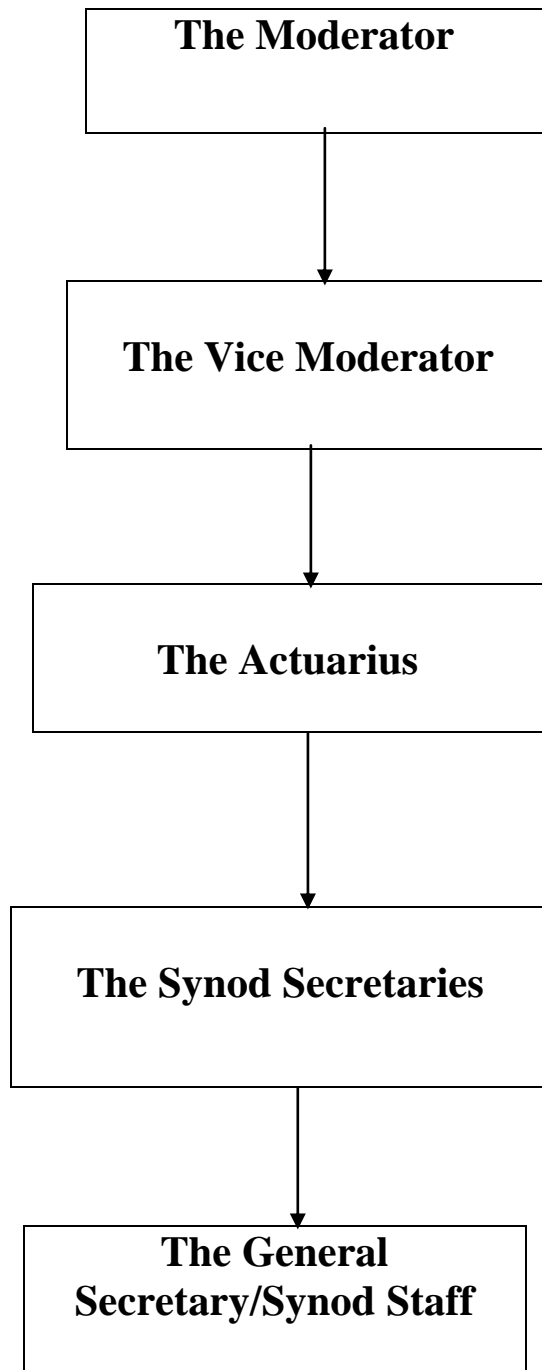 The Moderator
The Vice Moderator
The Actuarius
The Synod Secretaries
The General
Secretary/Synod Staff